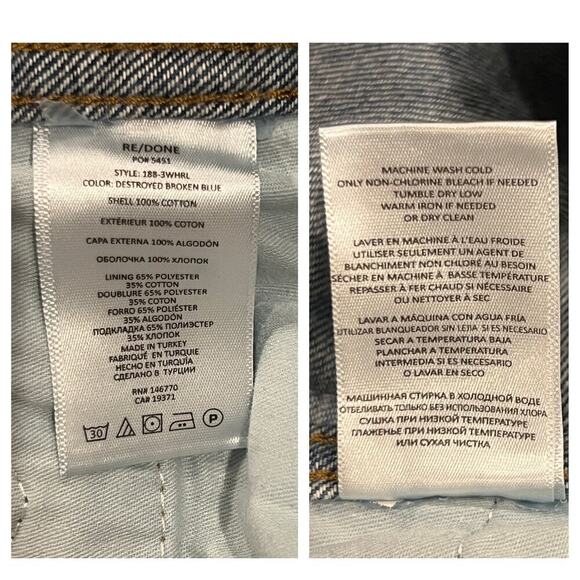 RE/DONE
PO# 5451
STYLE: 188-3WHRL
COLOR: DESTROYED BROKEN BLUE
SHELL 100% COTTON
EXTÉRIEUR 100% COTON
CAPA EXTERNA 100% ALGODÓN
ОБОЛОЧКА 100% ХЛОПОК
LINING 65% POLYESTER
35% COTTON
DOUBLURE 65% POLYESTER
35% COTON
FORRO 65% POLIÉSTER
35% ALGODÓN
ПОДКЛАДКА 65% ПОЛИЭСТЕР
35% ХЛОПОК
MADE IN TURKEY
FABRIQUÉ EN TURQUIE
HECHO EN TURQUÍA
СДЕЛАНО В ТУРЦИИ
RN# 146770
CA# 19371
30
P
MACHINE WASH COLD
ONLY NON-CHLORINE BLEACH IF NEEDED
TUMBLE DRY LOW
WARM IRON IF NEEDED
OR DRY CLEAN
LAVER EN MACHINE À L'EAU FROIDE
UTILISER SEULEMENT UN AGENT DE
BLANCHIMENT NON CHLORÉ AU BESOIN
SÉCHER EN MACHINE À BASSE TEMPÉRATURE
REPASSER À FER CHAUD SI NÉCESSAIRE
OU NETTOYER À SEC
LAVAR A MÁQUINA CON AGUA FRÍA
UTILIZAR BLANQUEADOR SIN LEJIA SI ES NECESARIO
SECAR A TEMPERATURA BAJA
PLANCHAR A TEMPERATURA
INTERMEDIA SI ES NECESARIO
O LAVAR EN SECO
МАШИННАЯ СТИРКА В ХОЛОДНОЙ ВОДЕ
ОТБЕЛИВАТЬ ТОЛЬКО БЕЗ ИСПОЛЬЗОВАНИЯ ХЛОРА
СУШКА ПРИ НИЗКОЙ ТЕМПЕРАТУРЕ
ГЛАЖЕНЬЕ ПРИ НИЗКОЙ ТЕМПЕРАТУРЕ
ИЛИ СУХАЯ ЧИСТКА